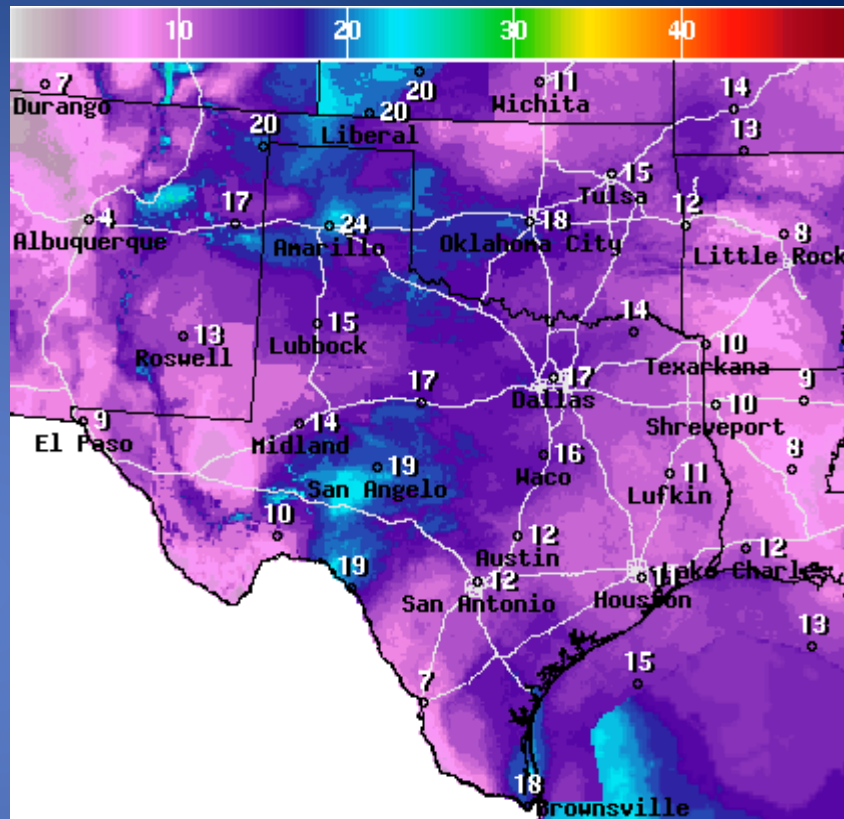 10 20 30 40
7 20 11 14
Durango 20 Wichita
Liberal
20 13
15
Tulsa
4 17 24 18 12 8
Albuquerque Amarillo Oklahoma City Little Rock
13 15 14
Roswell Lubbock 10
Texarkana
17 17 9
Dallas 10
9 14 Shreveport
El Paso Midland
19 16 11 8
San Angelo Waco Lufkin
10 12 12
Austin
19 12 11 Lake Charles
San Antonio Houston
13
15
7
18
Brownsville